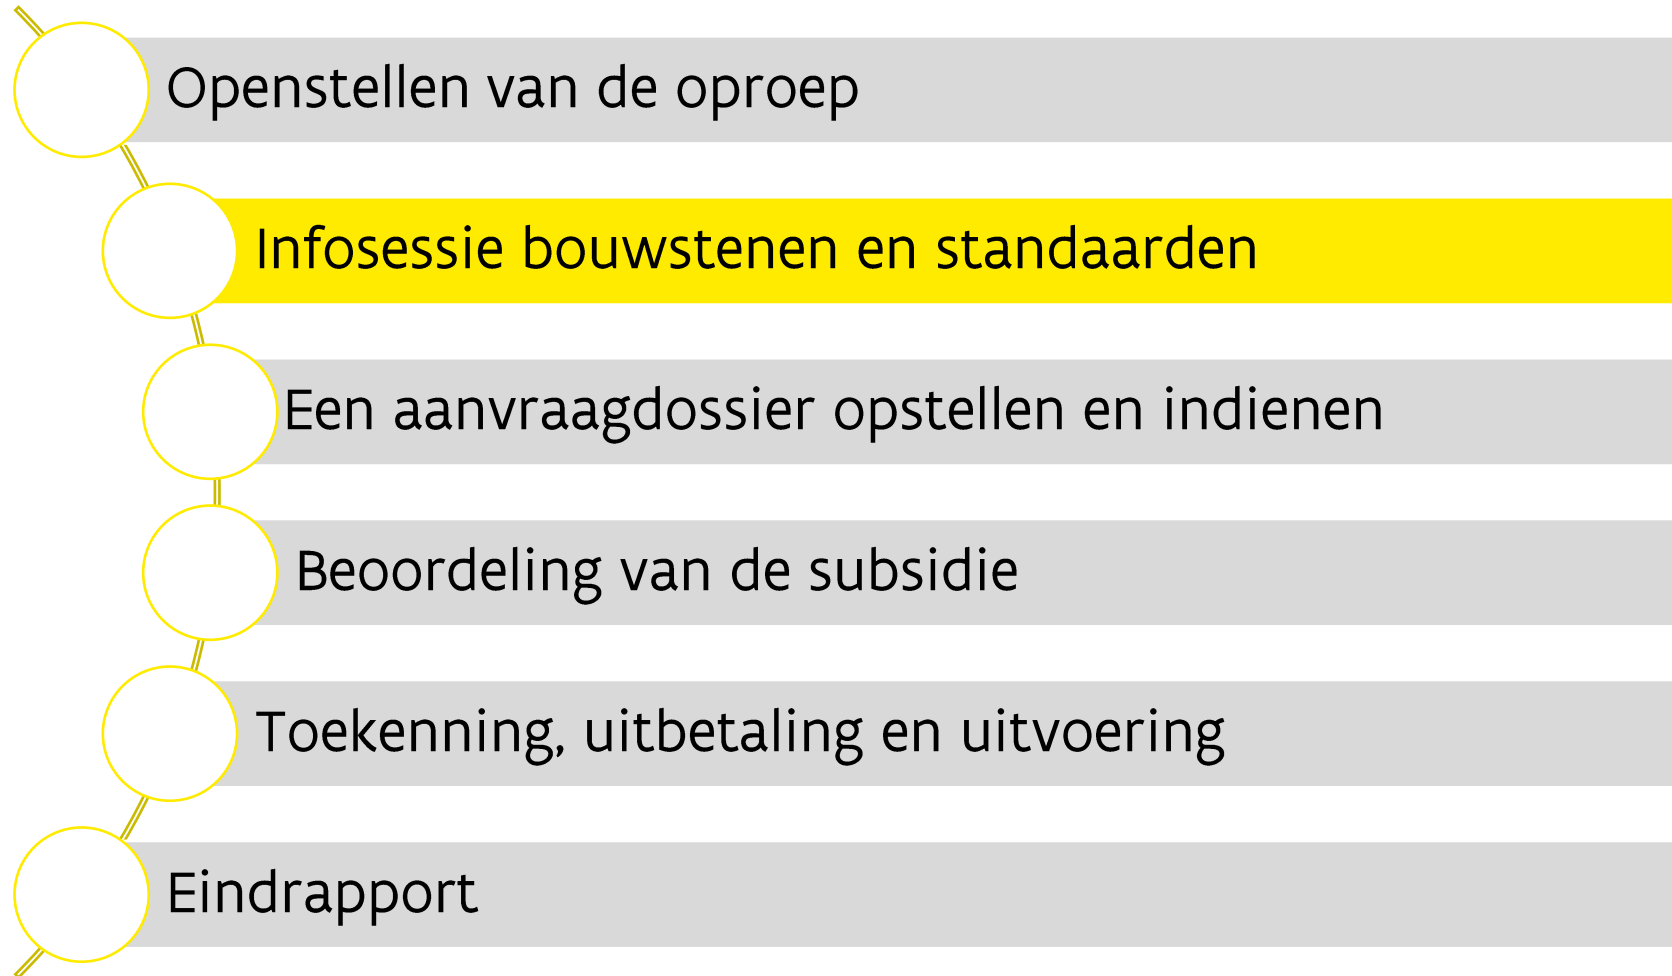 Openstellen van de oproep
Infosessie bouwstenen en standaarden
Een aanvraagdossier opstellen en indienen
Beoordeling van de subsidie
Toekenning, uitbetaling en uitvoering
Eindrapport